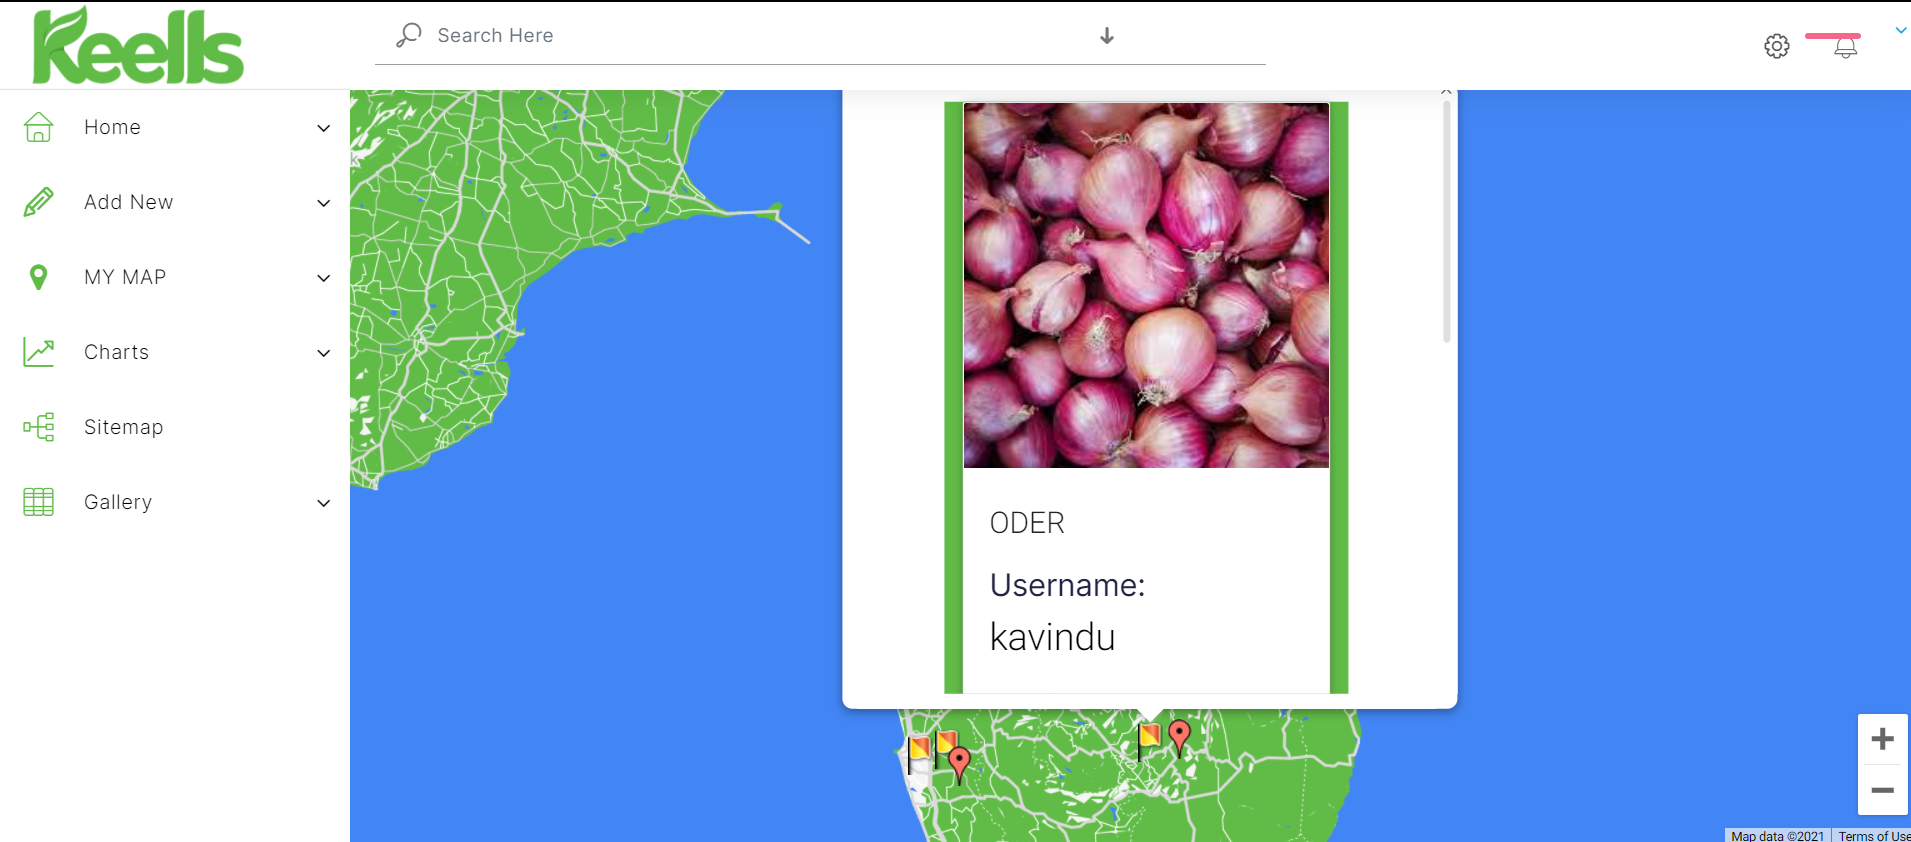 Keells
Search Here
Home
Add New
MY MAP
Charts
Sitemap
Gallery
k
ODER
Username:
kavindu
Map data ©2021
Terms of Use